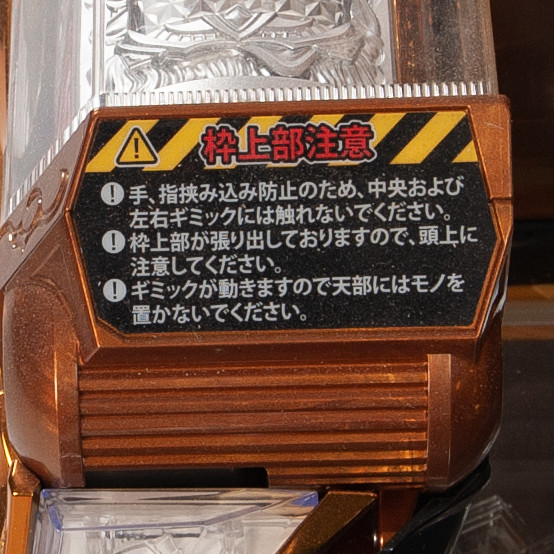 枠上部注意
手、指挟み込み防止のため、中央および
左右ギミックには触れないでください。
枠上部が張り出しておりますので、頭上に
注意してください。
ギミックが動きますので天部にはモノを
置かないでください。